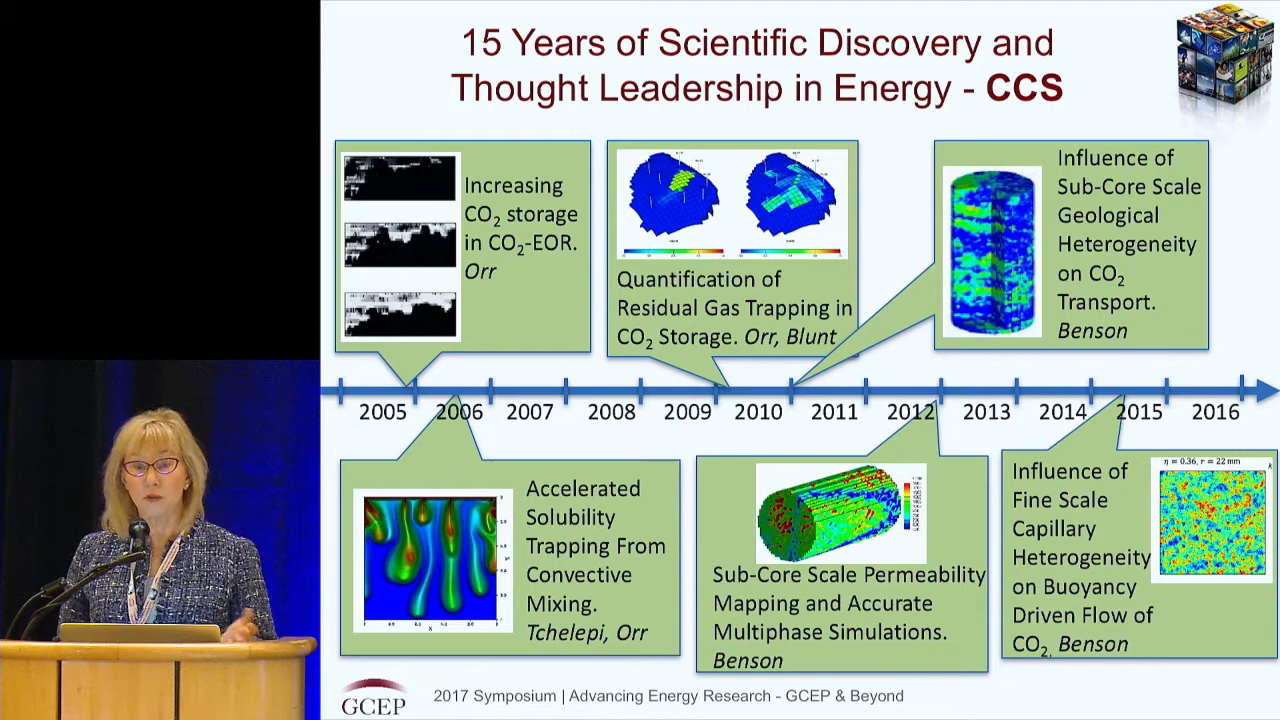 15 Years of Scientific Discovery and
Thought Leadership in Energy - CCS
Increasing
CO2 storage
in CO2-EOR.
Orr
Quantification of
Residual Gas Trapping in
CO2 Storage. Orr, Blunt
Influence of
Sub-Core Scale
Geological
Heterogeneity
on CO2
Transport.
Benson
2005 2006 2007 2008 2009 2010 2011 2012 2013 2014 2015 2016
Accelerated
Solubility
Trapping From
Convective
Mixing.
Tchelepi, Orr
Sub-Core Scale Permeability
Mapping and Accurate
Multiphase Simulations.
Benson
Influence of
Fine Scale
Capillary
Heterogeneity
on Buoyancy
Driven Flow of
CO2. Benson
η = 0.36, r = 22 mm
GCEP
2017 Symposium | Advancing Energy Research - GCEP & Beyond